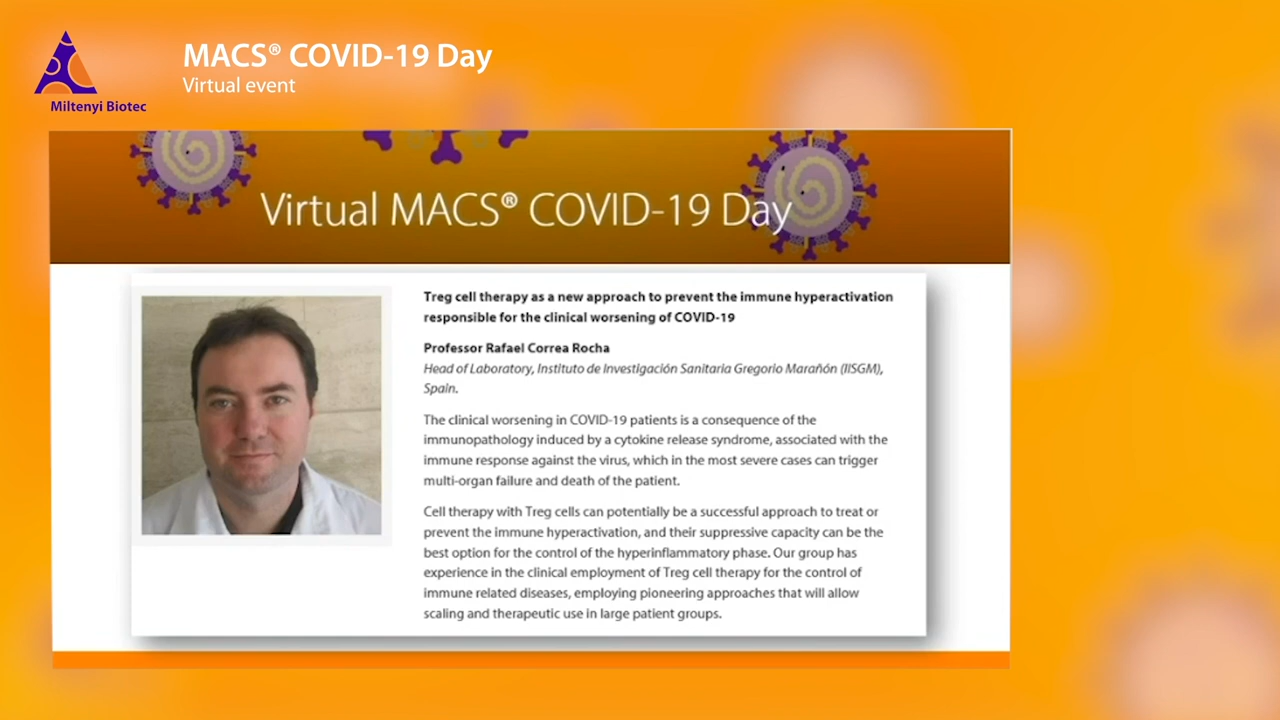 MACS® COVID-19 Day
Virtual event
Miltenyi Biotec
Virtual MACS® COVID-19 Day
Treg cell therapy as a new approach to prevent the immune hyperactivation
responsible for the clinical worsening of COVID-19
Professor Rafael Correa Rocha
Head of Laboratory, Instituto de Investigación Sanitaria Gregorio Marañón (IISGM),
Spain.
The clinical worsening in COVID-19 patients is a consequence of the
immunopathology induced by a cytokine release syndrome, associated with the
immune response against the virus, which in the most severe cases can trigger
multi-organ failure and death of the patient.
Cell therapy with Treg cells can potentially be a successful approach to treat or
prevent the immune hyperactivation, and their suppressive capacity can be the
best option for the control of the hyperinflammatory phase. Our group has
experience in the clinical employment of Treg cell therapy for the control of
immune related diseases, employing pioneering approaches that will allow
scaling and therapeutic use in large patient groups.